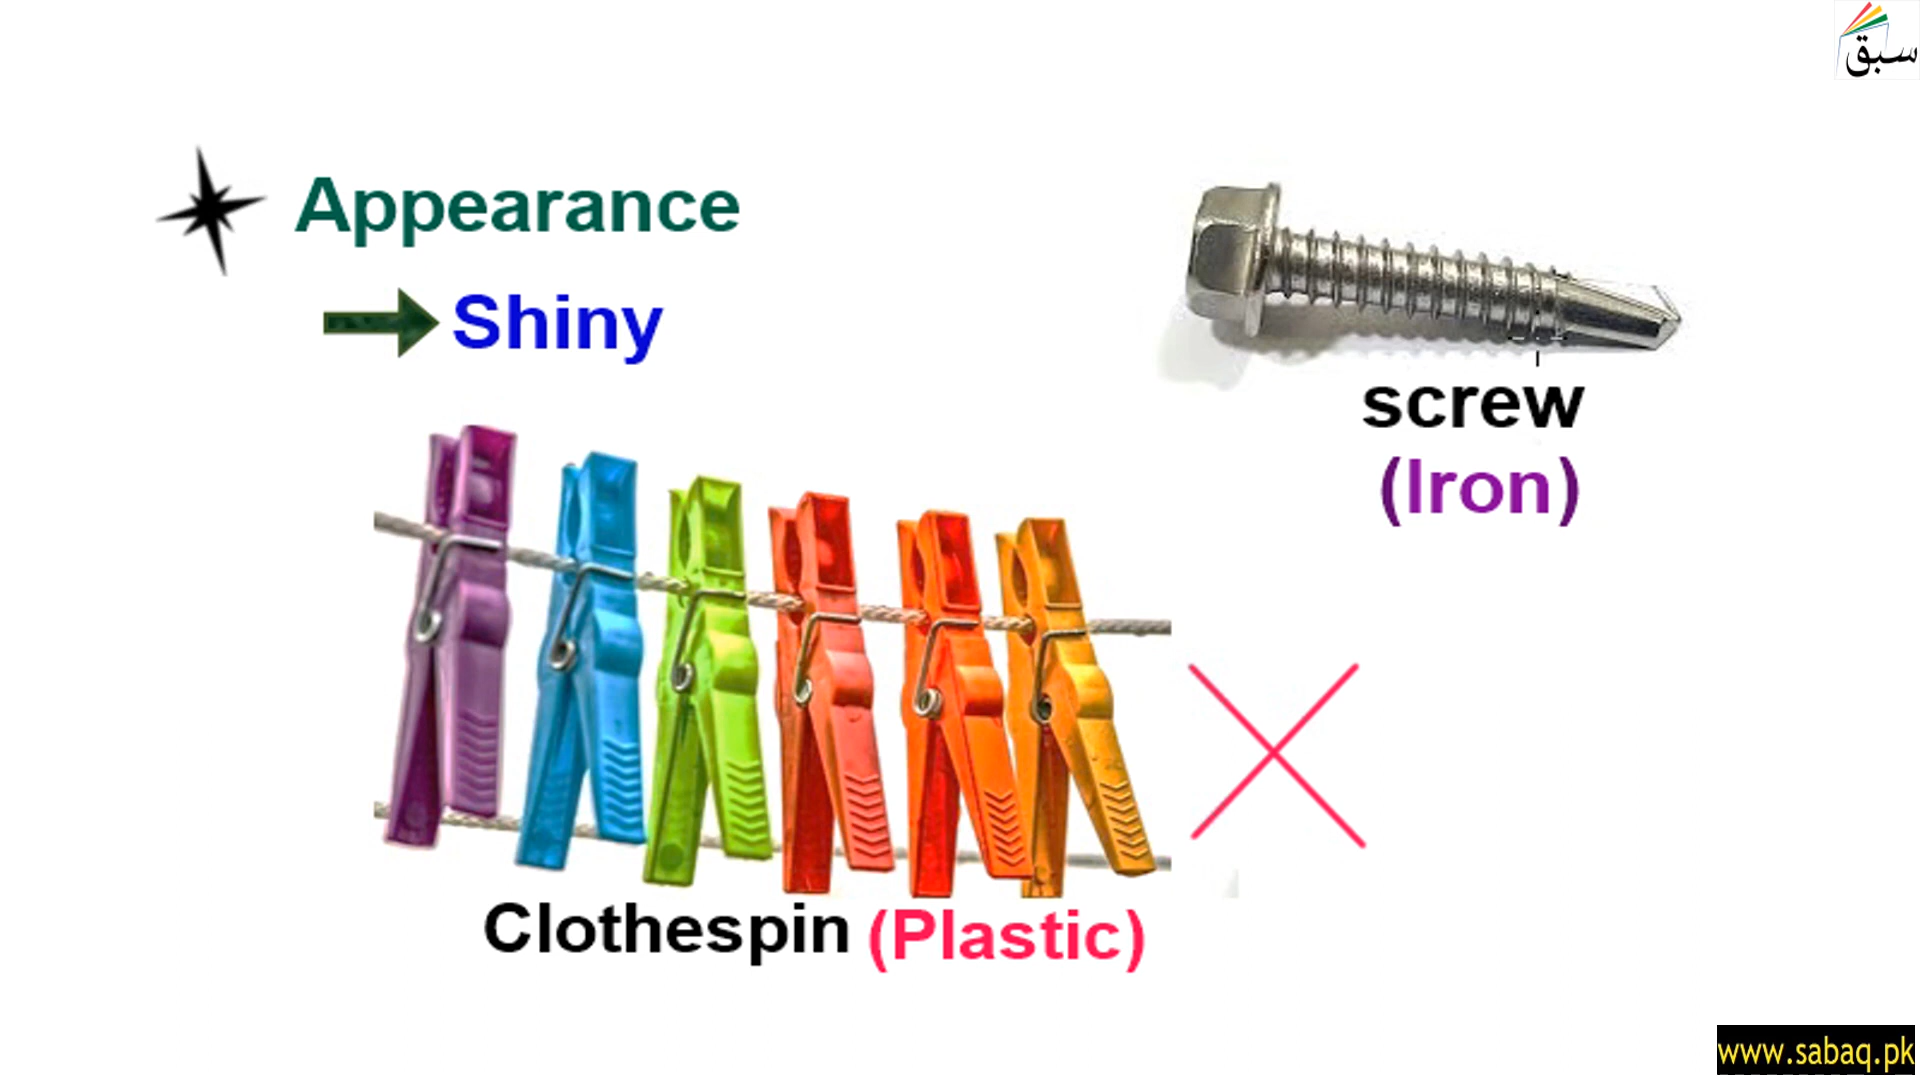 سبق
Appearance
Shiny
screw
(Iron)
Clothespin (Plastic)
www.sabaq.pk